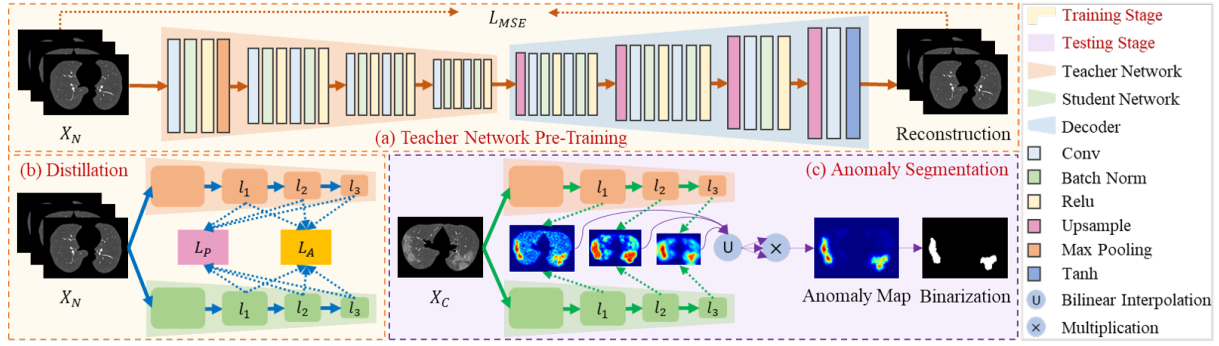 L_MSE
X_N
(a) Teacher Network Pre-Training
Reconstruction
(b) Distillation
l_1
l_2
l_3
L_P
L_A
X_N
l_1
l_2
l_3
(c) Anomaly Segmentation
l_1
l_2
l_3
X_C
U
×
Anomaly Map
Binarization
l_1
l_2
l_3
Training Stage
Testing Stage
Teacher Network
Student Network
Decoder
Conv
Batch Norm
Relu
Upsample
Max Pooling
Tanh
U Bilinear Interpolation
× Multiplication